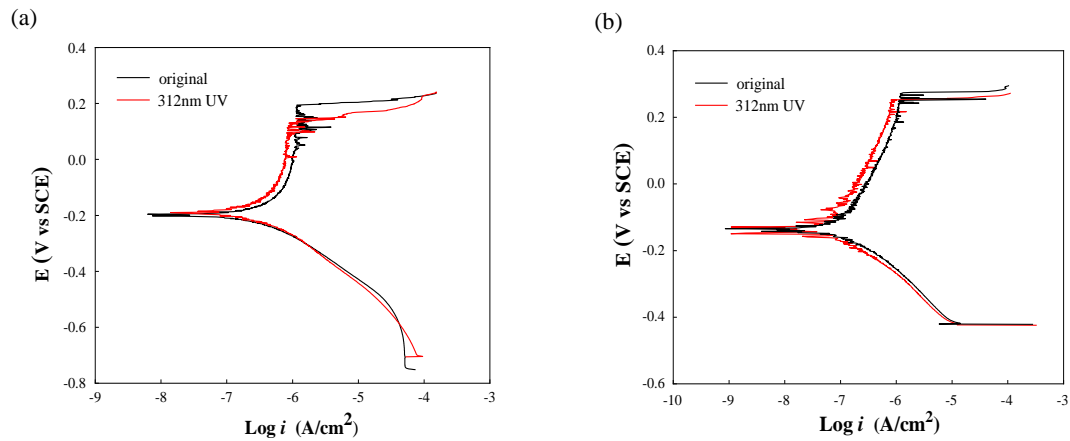 (a)
0.4
0.2
0.0
-0.2
-0.4
-0.6
-0.8
E (V vs SCE)
original
312nm UV
-9 -8 -7 -6 -5 -4 -3
Log i (A/cm²)
(b)
0.4
0.2
0.0
-0.2
-0.4
-0.6
E (V vs SCE)
original
312nm UV
-10 -9 -8 -7 -6 -5 -4 -3
Log i (A/cm²)